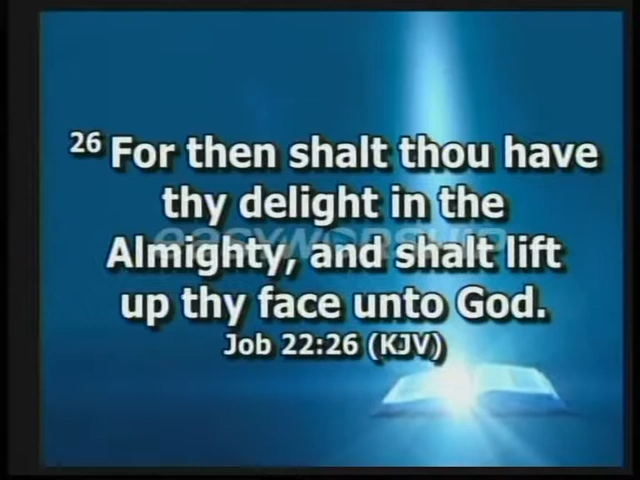 26 For then shalt thou have
thy delight in the
Almighty, and shalt lift
up thy face unto God.
Job 22:26 (KJV)
EASYWORSHIP